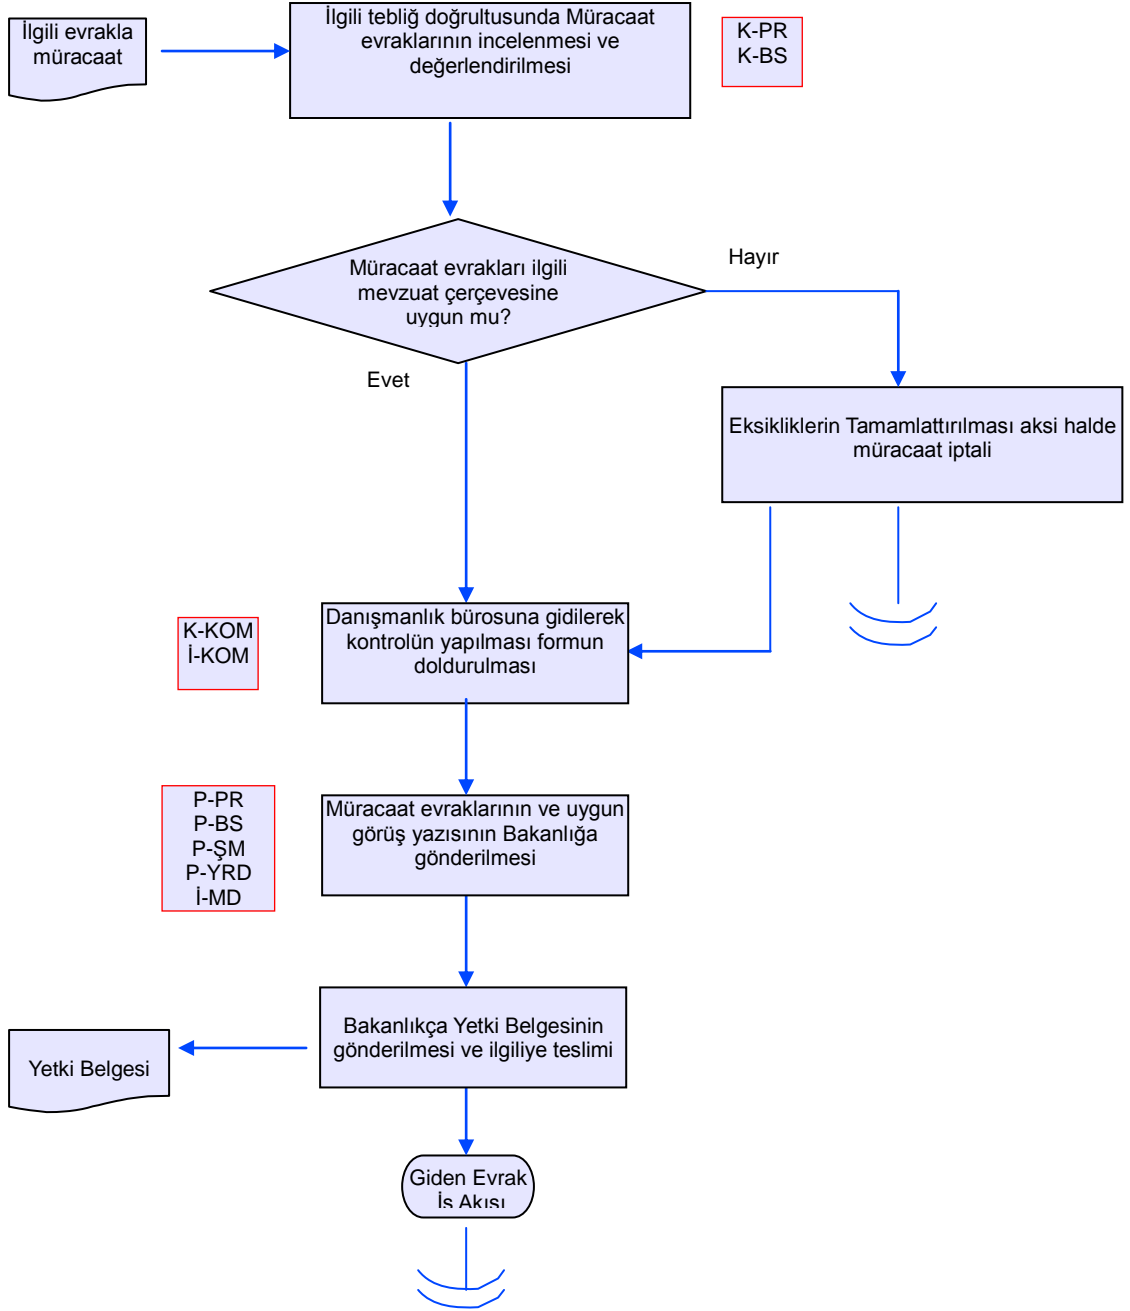 İlgili evrakla
müracaat
İlgili tebliğ doğrultusunda Müracaat
evraklarının incelenmesi ve
değerlendirilmesi
K-PR
K-BS
Müracaat evrakları ilgili
mevzuat çerçevesine
uygun mu?
Hayır
Evet
Eksikliklerin Tamamlattırılması aksi halde
müracaat iptali
K-KOM
İ-KOM
Danışmanlık bürosuna gidilerek
kontrolün yapılması formun
doldurulması
P-PR
P-BS
P-ŞM
P-YRD
İ-MD
Müracaat evraklarının ve uygun
görüş yazısının Bakanlığa
gönderilmesi
Bakanlıkça Yetki Belgesinin
gönderilmesi ve ilgiliye teslimi
Yetki Belgesi
Giden Evrak
İş Akışı